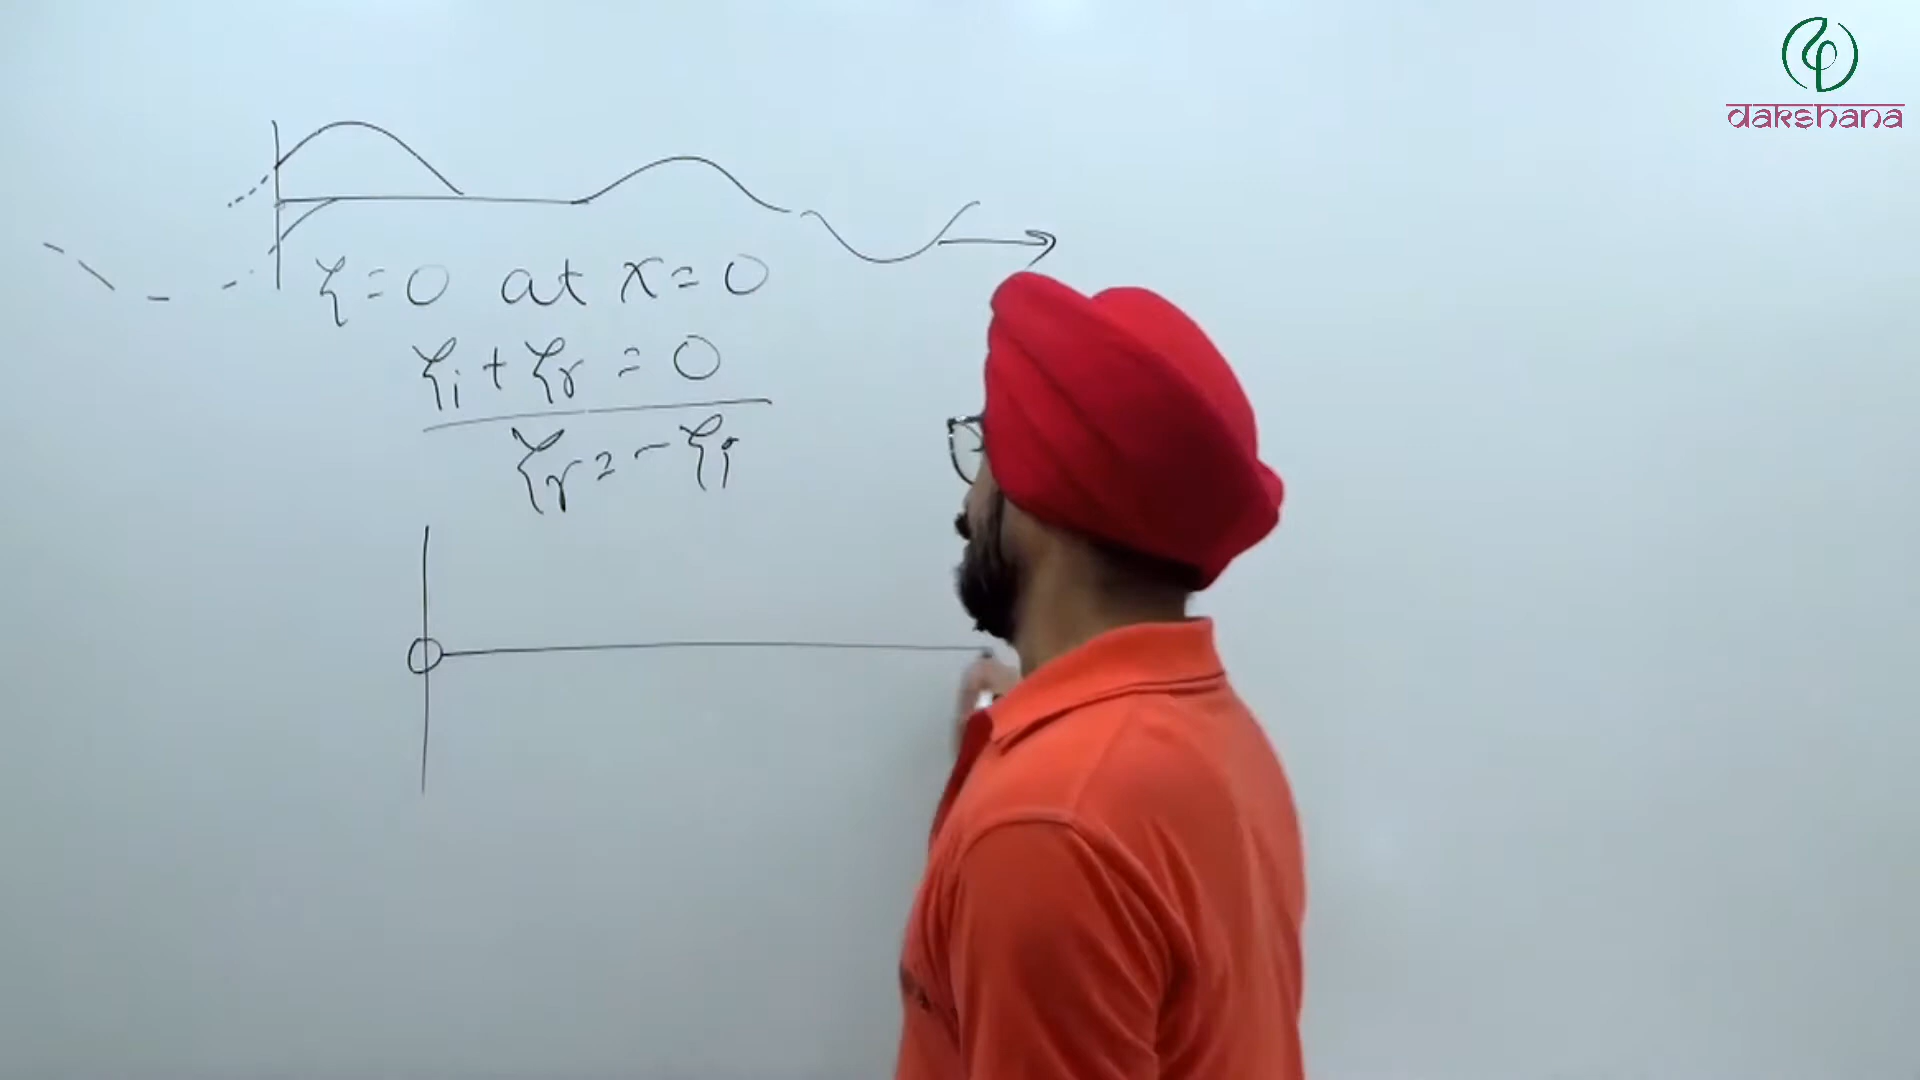 ξ = 0 at x = 0
ξi + ξr = 0
ξr = - ξi
dakshana